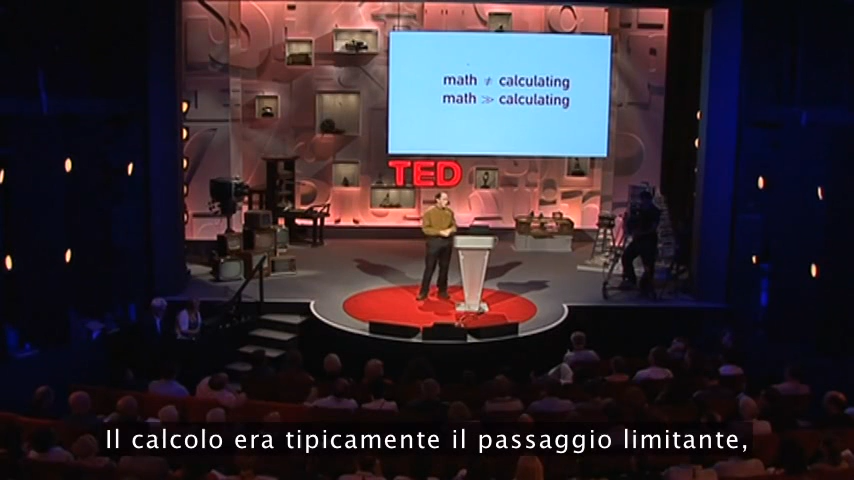 math ≠ calculating
math ≫ calculating
TED
Il calcolo era tipicamente il passaggio limitante,